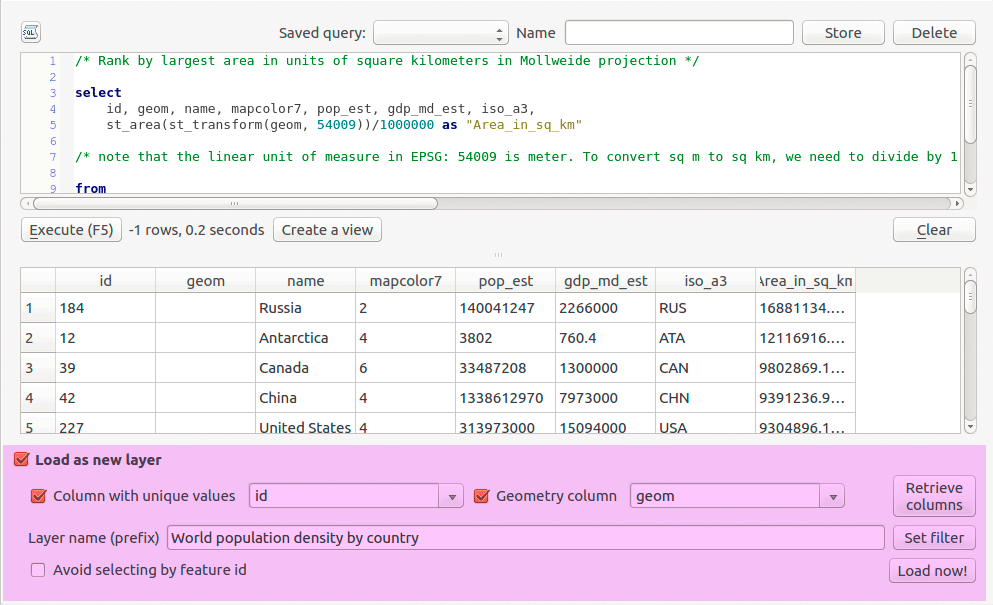 SQL Saved query: Name Store Delete
1 /* Rank by largest area in units of square kilometers in Mollweide projection */
2
3 select
4 id, geom, name, mapcolor7, pop_est, gdp_md_est, iso_a3,
5 st_area(st_transform(geom, 54009))/1000000 as "Area_in_sq_km"
6
7 /* note that the linear unit of measure in EPSG: 54009 is meter. To convert sq m to sq km, we need to divide by 1
8
9 from
Execute (F5) -1 rows, 0.2 seconds Create a view Clear
id geom name mapcolor7 pop_est gdp_md_est iso_a3 Area_in_sq_km
1 184 Russia 2 140041247 2266000 RUS 16881134....
2 12 Antarctica 4 3802 760.4 ATA 12116916....
3 39 Canada 6 33487208 1300000 CAN 9802869.1...
4 42 China 4 1338612970 7973000 CHN 9391236.9...
5 227 United States 4 313973000 15094000 USA 9304896.1...
Load as new layer
Column with unique values id Geometry column geom Retrieve columns
Layer name (prefix) World population density by country Set filter
Avoid selecting by feature id Load now!